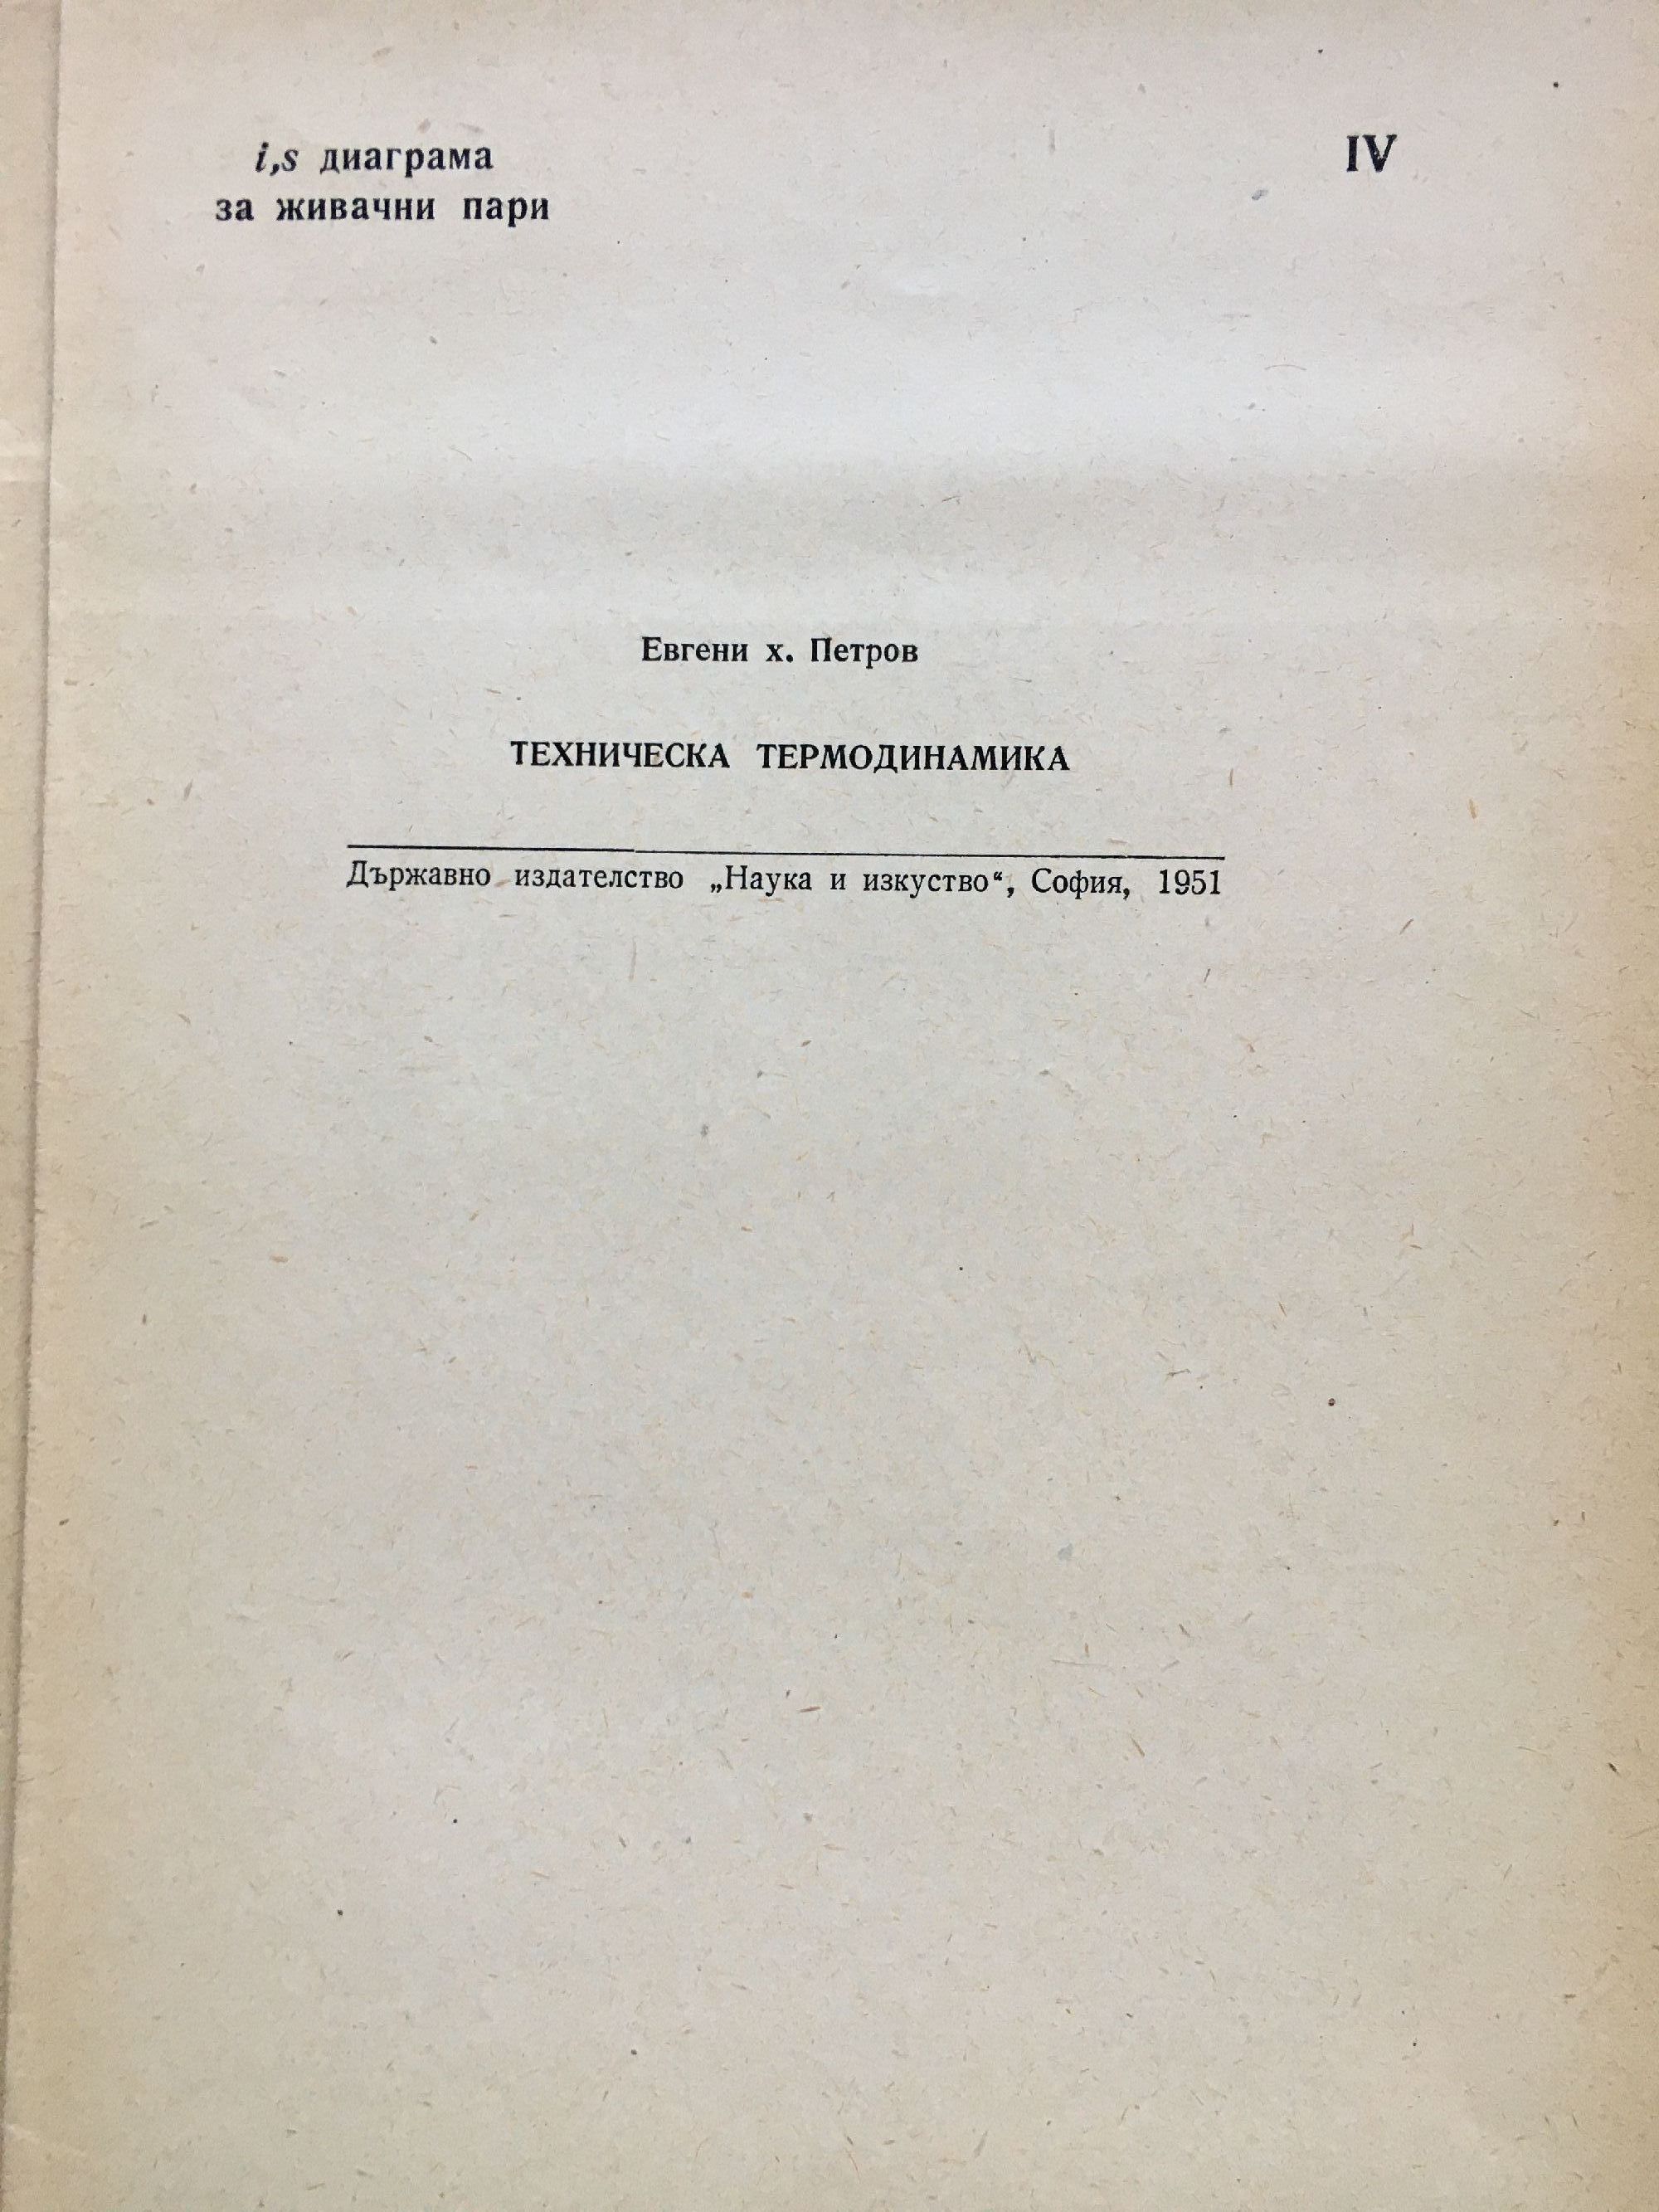 i,s диаграма
за живачни пари
IV
Евгени х. Петров
ТЕХНИЧЕСКА ТЕРМОДИНАМИКА
Държавно издателство „Наука и изкуство“, София, 1951